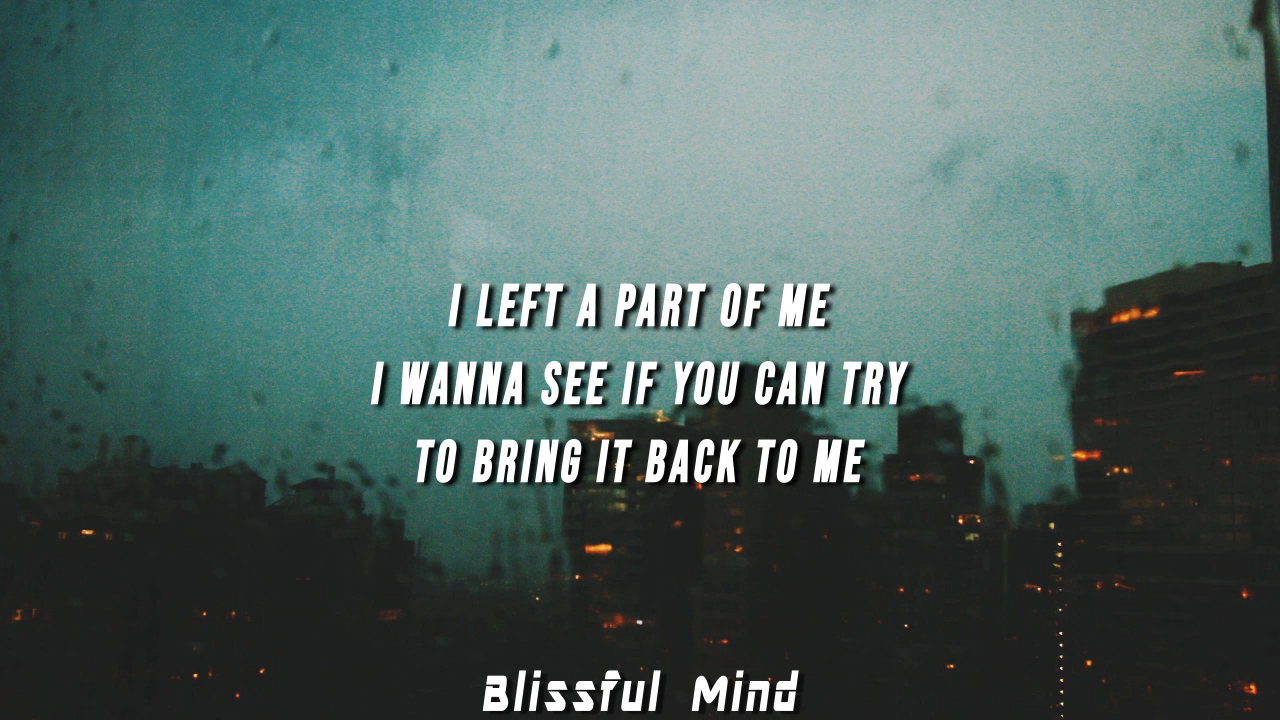 I LEFT A PART OF ME
I WANNA SEE IF YOU CAN TRY
TO BRING IT BACK TO ME
Blissful Mind